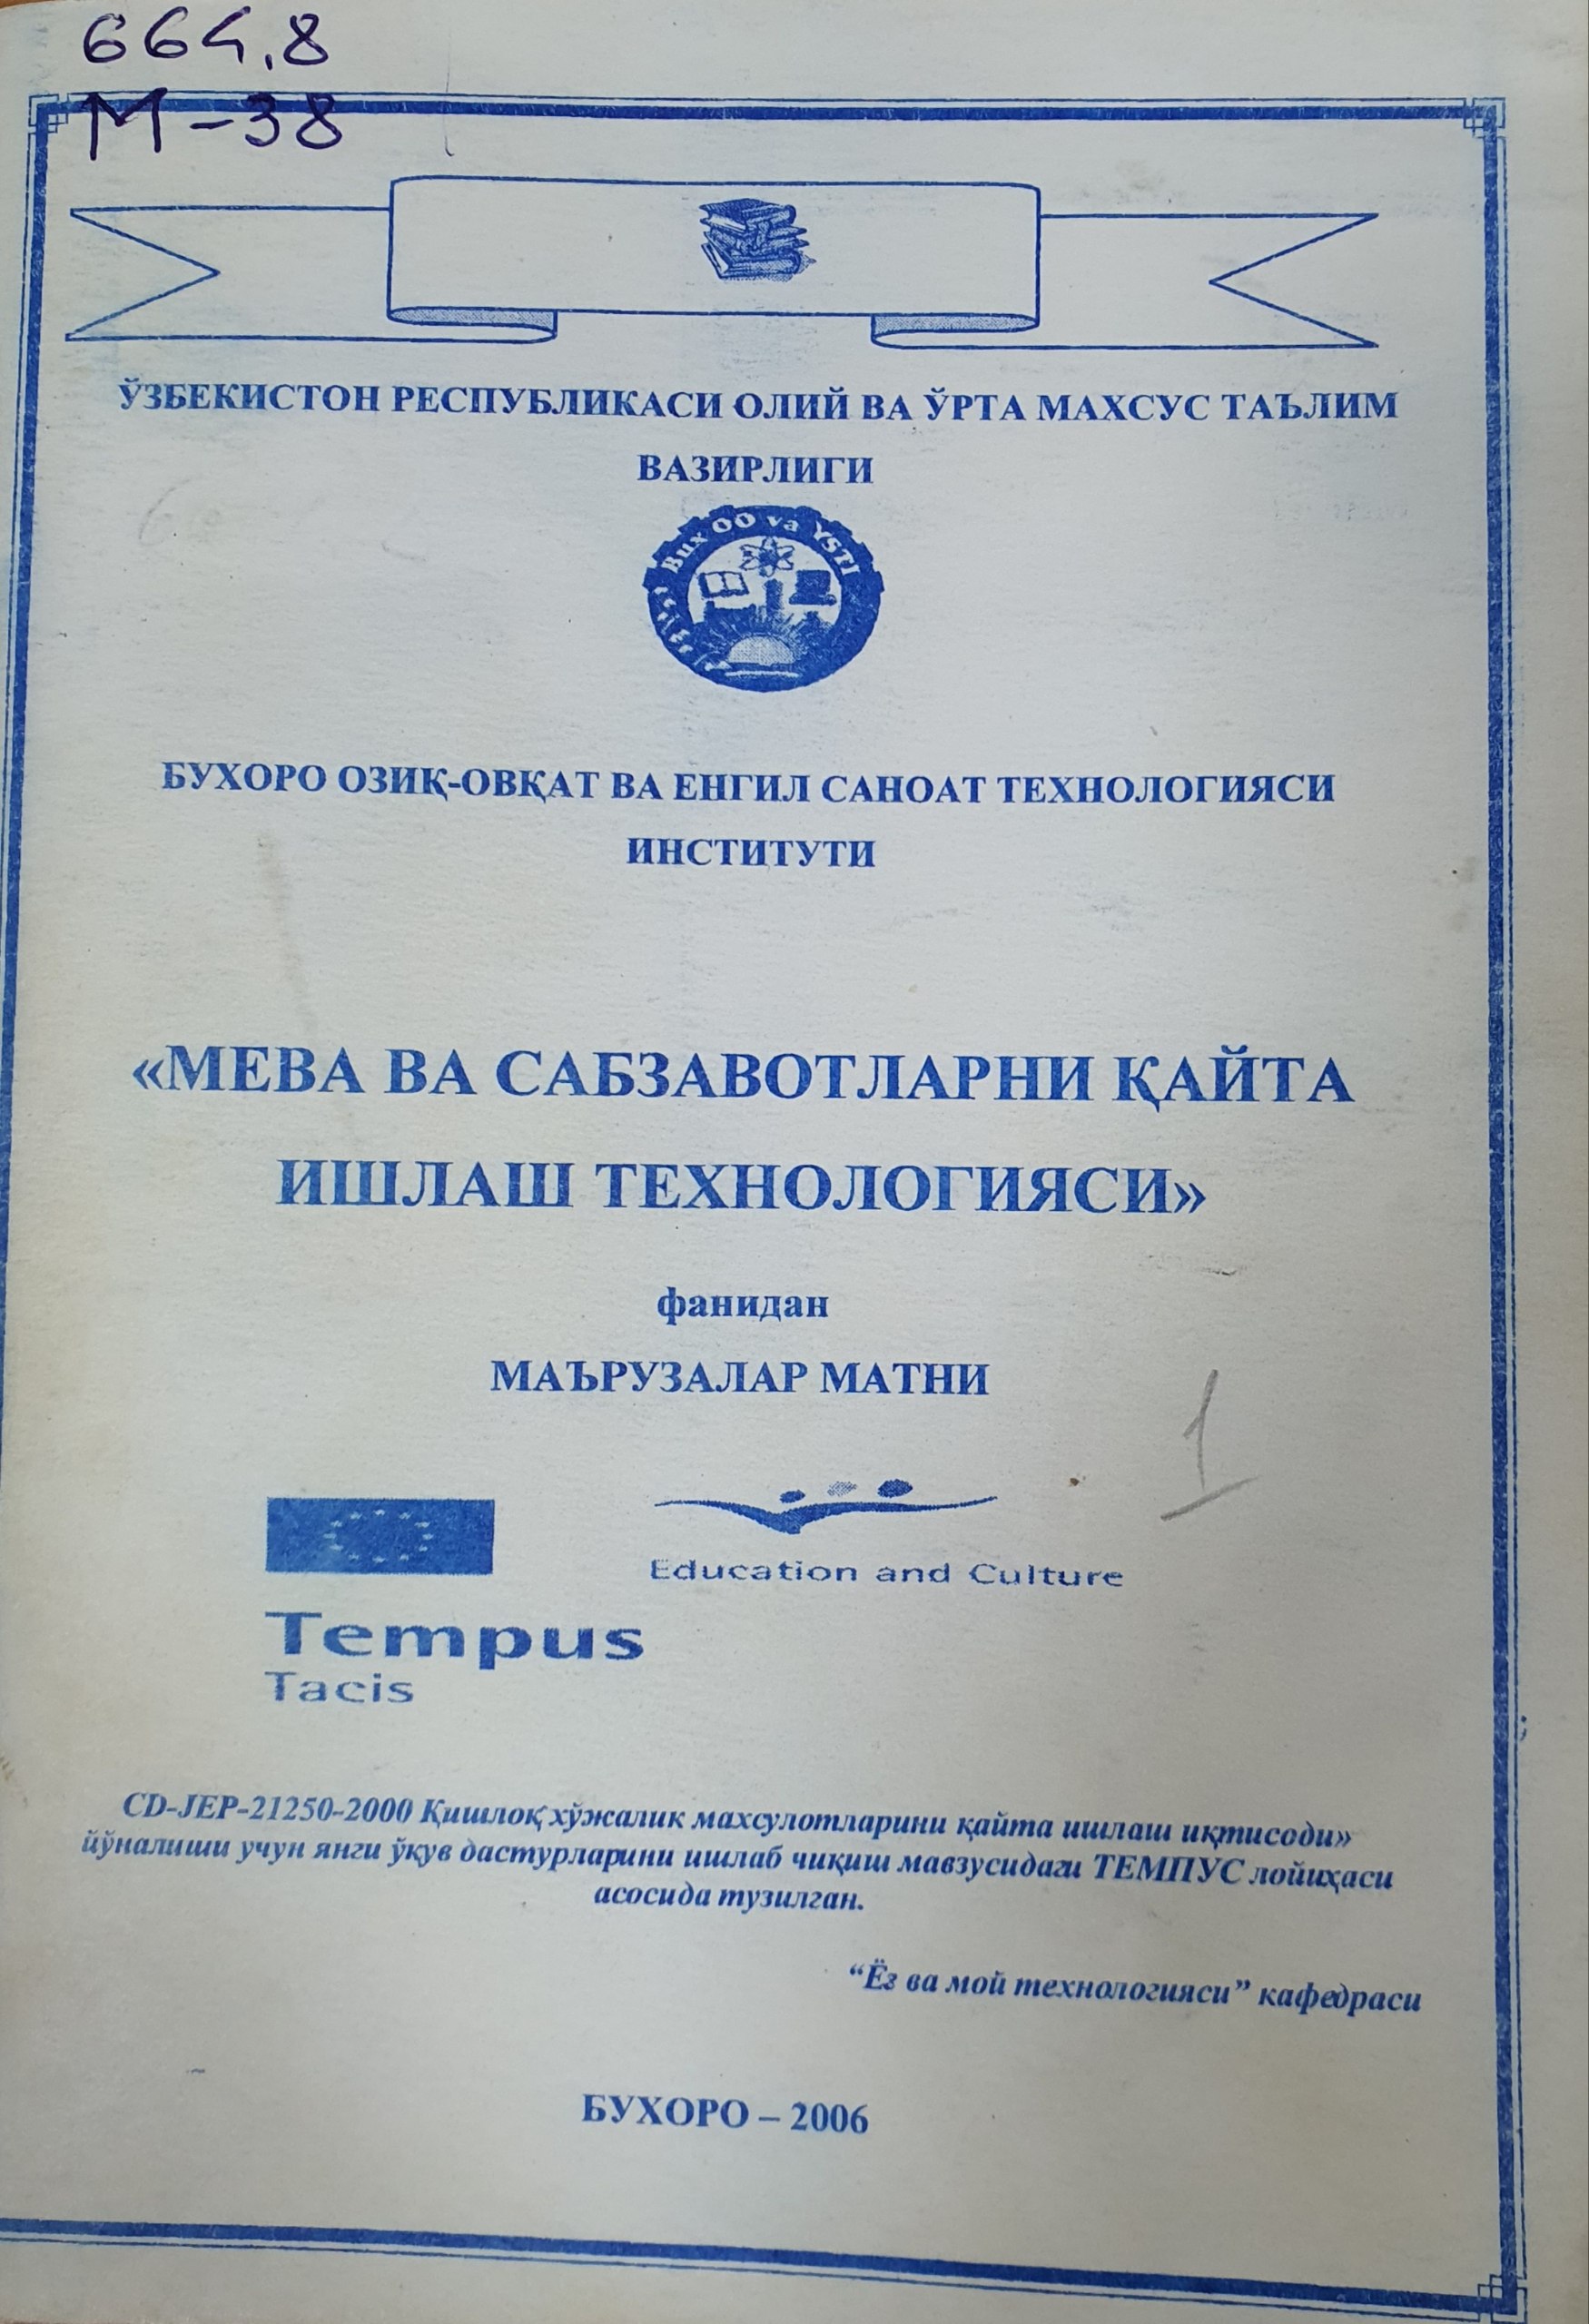 664.8
М-38
ЎЗБЕКИСТОН РЕСПУБЛИКАСИ ОЛИЙ ВА ЎРТА МАХСУС ТАЪЛИМ
ВАЗИРЛИГИ
Bux OO va YSTI
БУХОРО ОЗИҚ-ОВҚАТ ВА ЕНГИЛ САНОАТ ТЕХНОЛОГИЯСИ
ИНСТИТУТИ
«МЕВА ВА САБЗАВОТЛАРНИ ҚАЙТА
ИШЛАШ ТЕХНОЛОГИЯСИ»
фанидан
МАЪРУЗАЛАР МАТНИ
1
Education and Culture
Tempus
Tacis
CD-JEP-21250-2000 Қишлоқ хўжалик махсулотларини қайта ишлаш иқтисоди»
йўналиши учун янги ўқув дастурларини ишлаб чиқиш мавзусидаги ТЕМПУС лойиҳаси
асосида тузилган.
“Ёг ва мой технологияси” кафедраси
БУХОРО – 2006